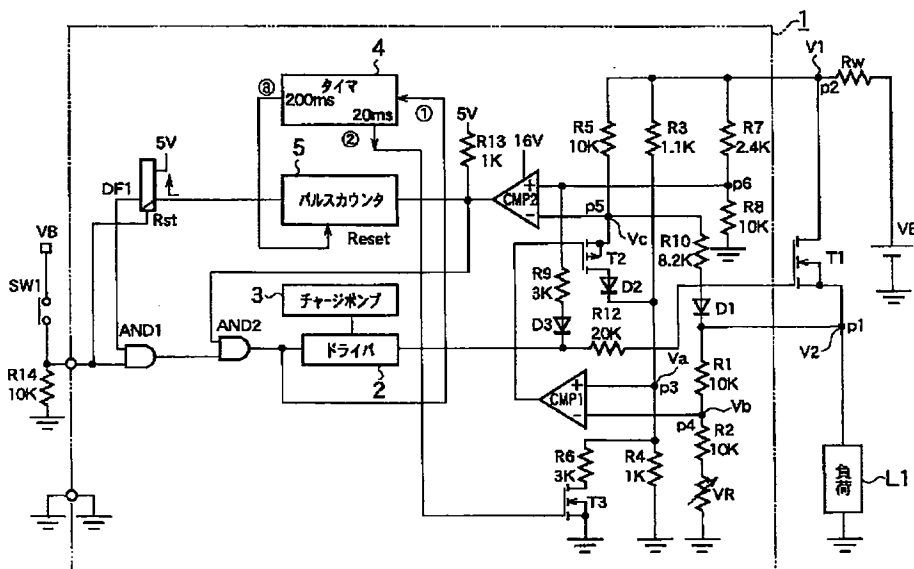 1
4
V1
Rw
p2
タイマ
200ms
20ms
ⓐ
①
②
5V
R13
1K
16V
R5
10K
R3
1.1K
R7
2.4K
5V
5
DF1
Rst
パルスカウンタ
Reset
CMP2
+
-
p6
R8
10K
p5
Vc
VB
VB
SW1
T2
R10
8.2K
T1
R9
3K
D2
3
チャージポンプ
D3
R12
20K
D1
AND1
AND2
ドライバ
2
p1
V2
Va
p3
R1
10K
R14
10K
CMP1
+
-
Vb
p4
R2
10K
R6
3K
R4
1K
T3
VR
負荷
L1